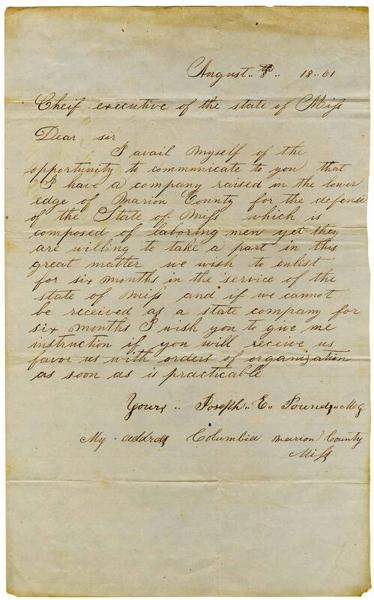 August 8th 18..61
Cheif executive of the state of Miss
Dear sir
I avail myself of the
opportunity to communicate to you that
I have a company raised in the lower
edge of Marion County for the defense
of the State of Miss which is
composed of laboring men yet they
are willing to take a part in this
great matter we wish to enlist
for six months in the service of the
state of Miss and if we cannot
be received as a state company for
six months I wish you to give me
instruction if you will receive us
favor us with orders of organization
as soon as is practicable
Yours .. Joseph .. E .. Pounds
My address Columbia Marion County
Miss